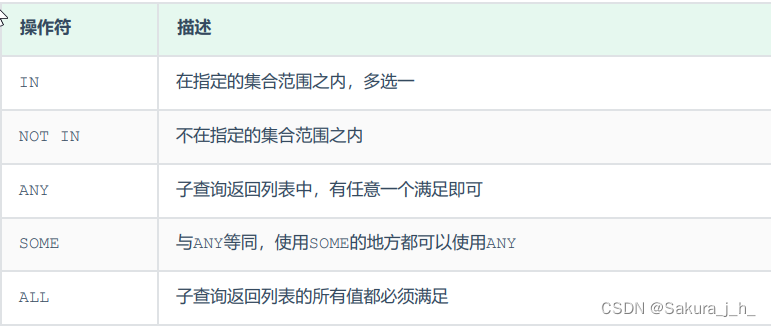 操作符 描述
IN 在指定的集合范围之内，多选一
NOT IN 不在指定的集合范围之内
ANY 子查询返回列表中，有任意一个满足即可
SOME 与ANY等同，使用SOME的地方都可以使用ANY
ALL 子查询返回列表的所有值都必须满足
CSDN @Sakura_j_h_